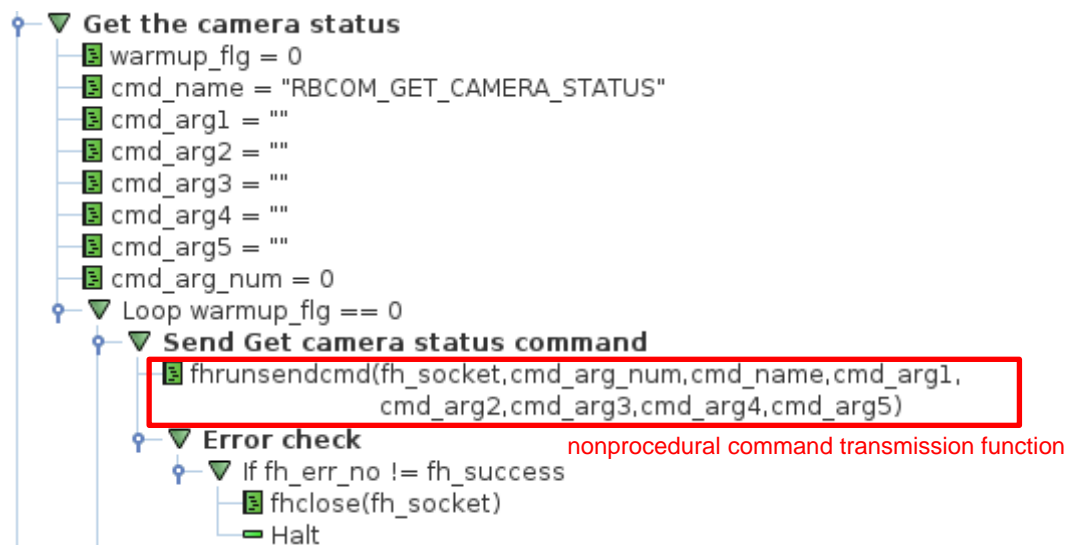 Get the camera status
warmup_flg = 0
cmd_name = "RBCOM_GET_CAMERA_STATUS"
cmd_arg1 = ""
cmd_arg2 = ""
cmd_arg3 = ""
cmd_arg4 = ""
cmd_arg5 = ""
cmd_arg_num = 0
Loop warmup_flg == 0
Send Get camera status command
fhrunsendcmd(fh_socket,cmd_arg_num,cmd_name,cmd_arg1,
cmd_arg2,cmd_arg3,cmd_arg4,cmd_arg5)
Error check
nonprocedural command transmission function
If fh_err_no != fh_success
fhclose(fh_socket)
Halt